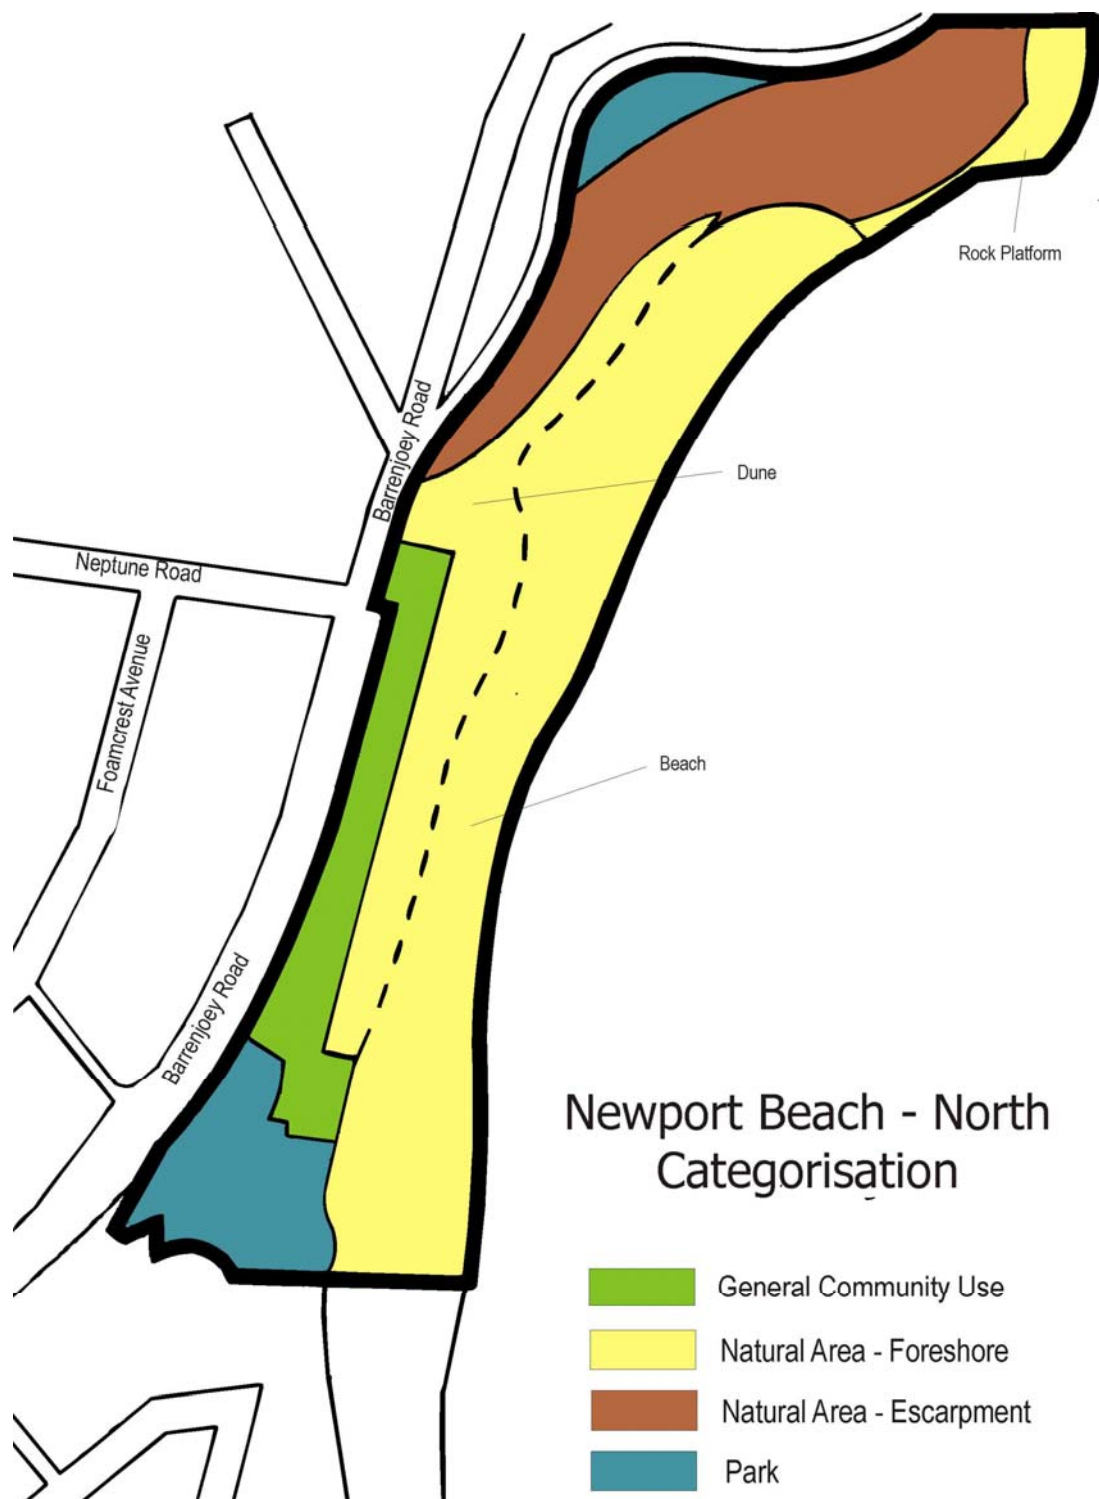 Rock Platform
Barrenjoey Road
Dune
Neptune Road
Foamcrest Avenue
Beach
Barrenjoey Road
Newport Beach - North
Categorisation
General Community Use
Natural Area - Foreshore
Natural Area - Escarpment
Park